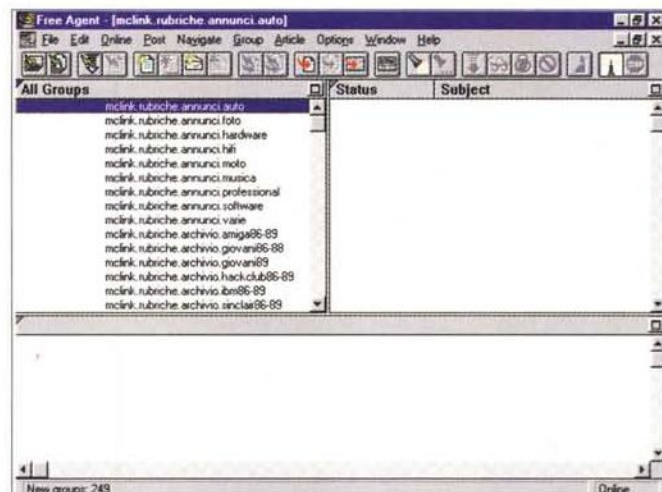 Free Agent - [mclink.rubriche.annunci.auto]
File Edit Online Post Navigate Group Article Options Window Help
All Groups
Status Subject
mclink.rubriche.annunci.auto
mclink.rubriche.annunci.foto
mclink.rubriche.annunci.hardware
mclink.rubriche.annunci.hifi
mclink.rubriche.annunci.moto
mclink.rubriche.annunci.musica
mclink.rubriche.annunci.professional
mclink.rubriche.annunci.software
mclink.rubriche.annunci.varie
mclink.rubriche.archivio.amiga86-89
mclink.rubriche.archivio.giovani86-88
mclink.rubriche.archivio.giovani89
mclink.rubriche.archivio.hackclub86-89
mclink.rubriche.archivio.ibm86-89
mclink.rubriche.archivio.sinclair86-89
New groups: 249
Online